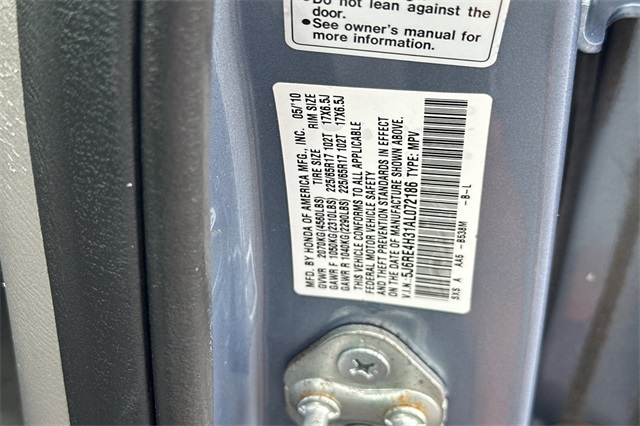 Do not lean against the
door.
See owner's manual for
more information.
MFD. BY HONDA OF AMERICA MFG., INC. 05/10
TIRE SIZE RIM SIZE
GVWR 2070KG(4560LBS)
GAWR F 1050KG(2310LBS) 225/65R17 102T 17X6.5J
GAWR R 1040KG(2290LBS) 225/65R17 102T 17X6.5J
THIS VEHICLE CONFORMS TO ALL APPLICABLE
FEDERAL MOTOR VEHICLE SAFETY
AND THEFT PREVENTION STANDARDS IN EFFECT
ON THE DATE OF MANUFACTURE SHOWN ABOVE.
V.I.N.:5J6RE4H31AL072186 TYPE: MPV
SXS A AA5 -B538M -B-L